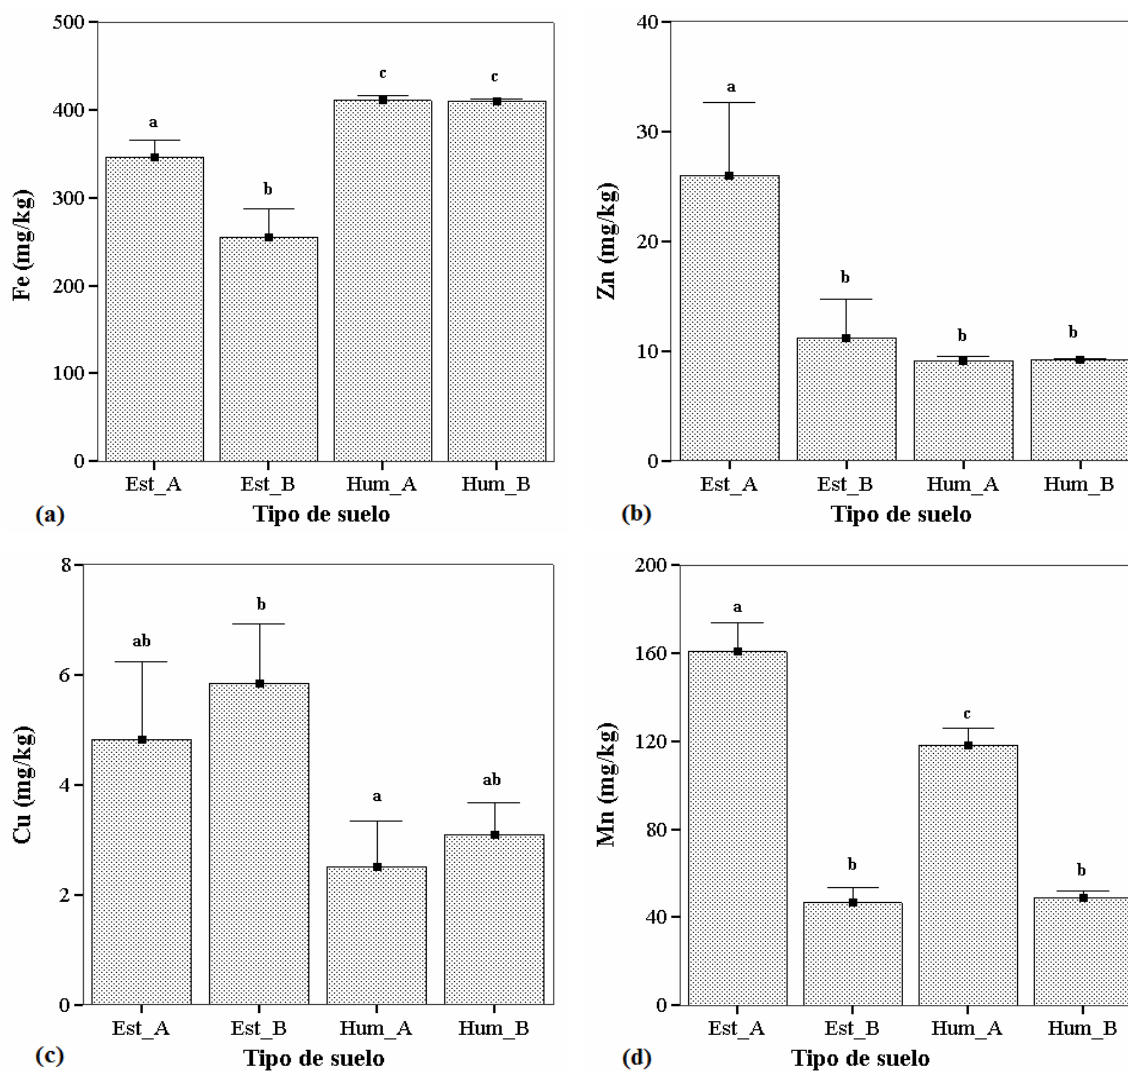 500
400
300
200
100
0
Fe (mg/kg)
a
b
c
c
Est_A
Est_B
Hum_A
Hum_B
Tipo de suelo
(a)
40
30
20
10
0
Zn (mg/kg)
a
b
b
b
Est_A
Est_B
Hum_A
Hum_B
Tipo de suelo
(b)
8
6
4
2
0
Cu (mg/kg)
ab
b
a
ab
Est_A
Est_B
Hum_A
Hum_B
Tipo de suelo
(c)
200
160
120
80
40
0
Mn (mg/kg)
a
b
c
b
Est_A
Est_B
Hum_A
Hum_B
Tipo de suelo
(d)